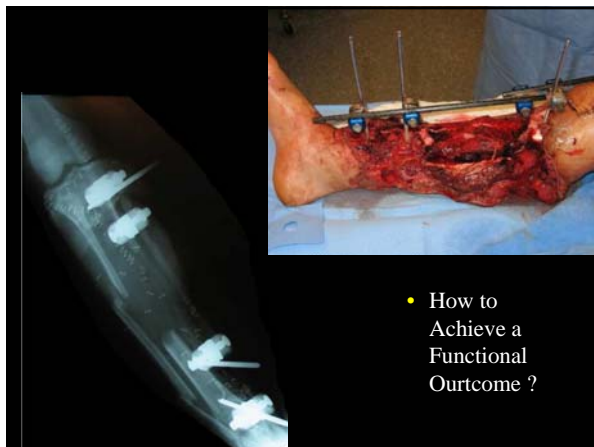 • How to
Achieve a
Functional
Ourtcome ?